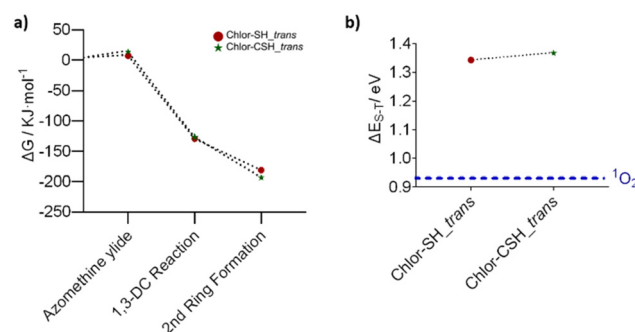 a)
Chlor-SH_trans
Chlor-CSH_trans
ΔG / KJ·mol⁻¹
50
0
-50
-100
-150
-200
-250
Azomethine ylide
1,3-DC Reaction
2nd Ring Formation
b)
ΔE_S-T/ eV
1.4
1.3
1.2
1.1
1.0
0.9
¹O₂
Chlor-SH_trans
Chlor-CSH_trans